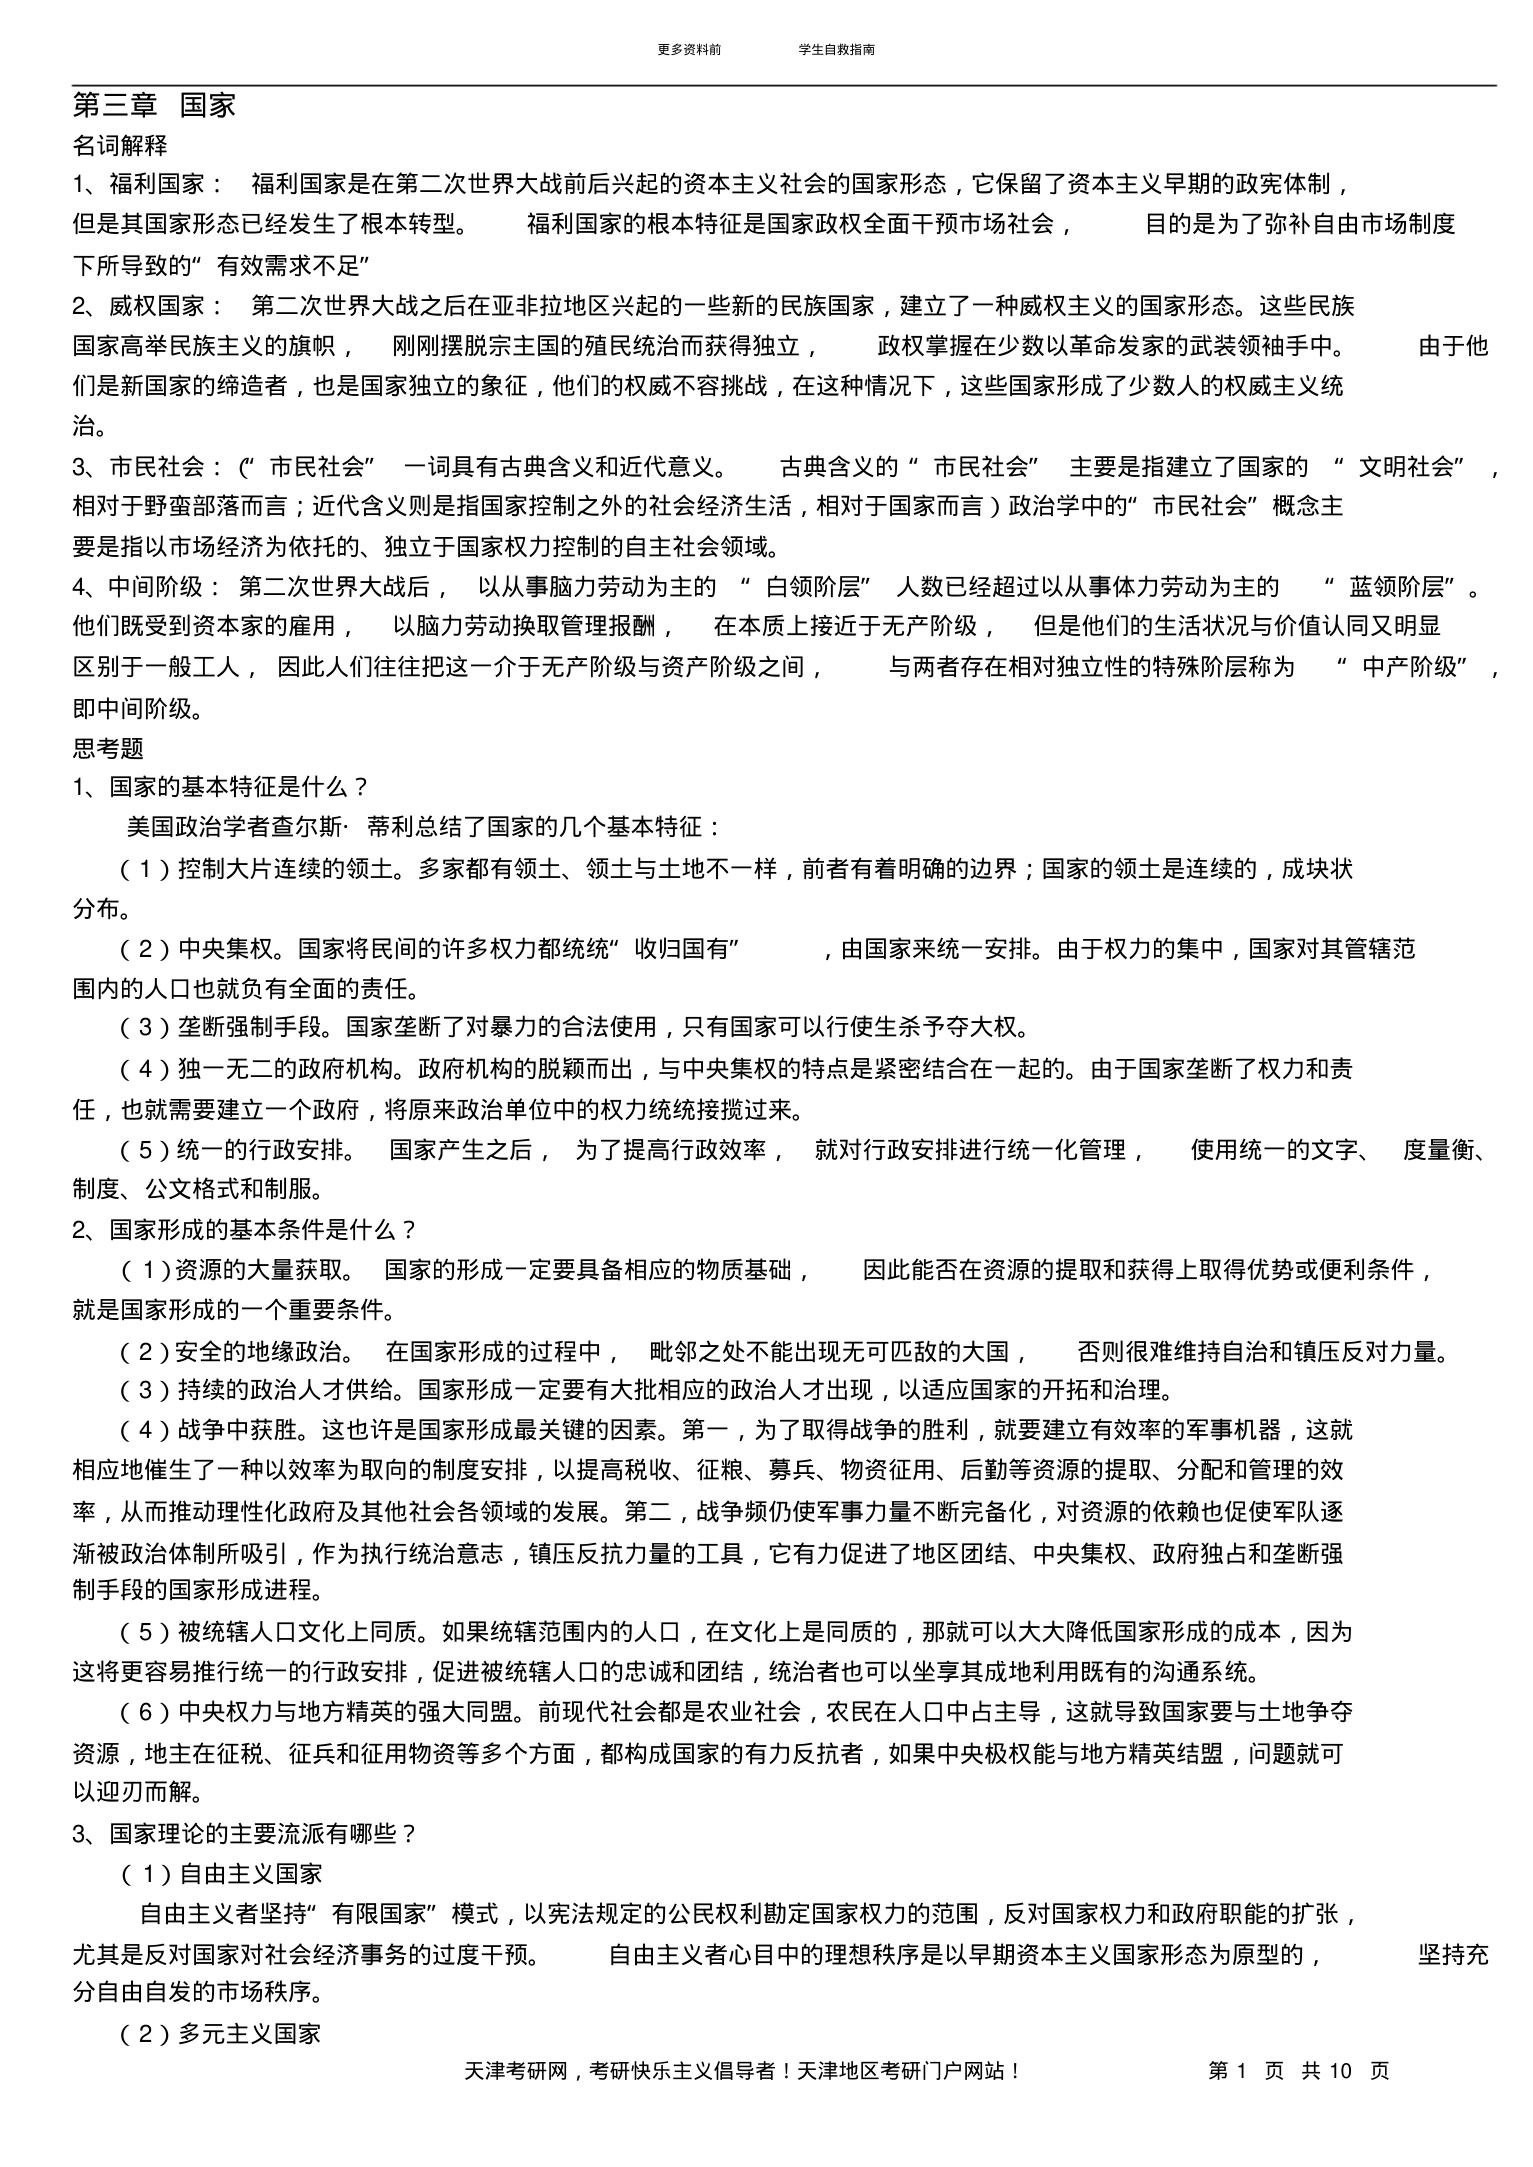 更多资料前 学生自救指南
第三章 国家
名词解释
1、福利国家： 福利国家是在第二次世界大战前后兴起的资本主义社会的国家形态，它保留了资本主义早期的政宪体制，
但是其国家形态已经发生了根本转型。 福利国家的根本特征是国家政权全面干预市场社会， 目的是为了弥补自由市场制度
下所导致的“有效需求不足”
2、威权国家： 第二次世界大战之后在亚非拉地区兴起的一些新的民族国家，建立了一种威权主义的国家形态。这些民族
国家高举民族主义的旗帜， 刚刚摆脱宗主国的殖民统治而获得独立， 政权掌握在少数以革命发家的武装领袖手中。 由于他
们是新国家的缔造者，也是国家独立的象征，他们的权威不容挑战，在这种情况下，这些国家形成了少数人的权威主义统
治。
3、市民社会：（“市民社会” 一词具有古典含义和近代意义。 古典含义的“市民社会” 主要是指建立了国家的 “文明社会”，
相对于野蛮部落而言；近代含义则是指国家控制之外的社会经济生活，相对于国家而言）政治学中的“市民社会”概念主
要是指以市场经济为依托的、独立于国家权力控制的自主社会领域。
4、中间阶级： 第二次世界大战后， 以从事脑力劳动为主的 “白领阶层” 人数已经超过以从事体力劳动为主的 “蓝领阶层”。
他们既受到资本家的雇用， 以脑力劳动换取管理报酬， 在本质上接近于无产阶级， 但是他们的生活状况与价值认同又明显
区别于一般工人， 因此人们往往把这一介于无产阶级与资产阶级之间， 与两者存在相对独立性的特殊阶层称为 “中产阶级”，
即中间阶级。
思考题
1、国家的基本特征是什么？
美国政治学者查尔斯·蒂利总结了国家的几个基本特征：
（1）控制大片连续的领土。多家都有领土、领土与土地不一样，前者有着明确的边界；国家的领土是连续的，成块状
分布。
（2）中央集权。国家将民间的许多权力都统统“收归国有” ，由国家来统一安排。由于权力的集中，国家对其管辖范
围内的人口也就负有全面的责任。
（3）垄断强制手段。国家垄断了对暴力的合法使用，只有国家可以行使生杀予夺大权。
（4）独一无二的政府机构。政府机构的脱颖而出，与中央集权的特点是紧密结合在一起的。由于国家垄断了权力和责
任，也就需要建立一个政府，将原来政治单位中的权力统统接揽过来。
（5）统一的行政安排。 国家产生之后， 为了提高行政效率， 就对行政安排进行统一化管理， 使用统一的文字、 度量衡、
制度、公文格式和制服。
2、国家形成的基本条件是什么？
（1）资源的大量获取。 国家的形成一定要具备相应的物质基础， 因此能否在资源的提取和获得上取得优势或便利条件，
就是国家形成的一个重要条件。
（2）安全的地缘政治。 在国家形成的过程中， 毗邻之处不能出现无可匹敌的大国， 否则很难维持自治和镇压反对力量。
（3）持续的政治人才供给。国家形成一定要有大批相应的政治人才出现，以适应国家的开拓和治理。
（4）战争中获胜。这也许是国家形成最关键的因素。第一，为了取得战争的胜利，就要建立有效率的军事机器，这就
相应地催生了一种以效率为取向的制度安排，以提高税收、征粮、募兵、物资征用、后勤等资源的提取、分配和管理的效
率，从而推动理性化政府及其他社会各领域的发展。第二，战争频仍使军事力量不断完备化，对资源的依赖也促使军队逐
渐被政治体制所吸引，作为执行统治意志，镇压反抗力量的工具，它有力促进了地区团结、中央集权、政府独占和垄断强
制手段的国家形成进程。
（5）被统辖人口文化上同质。如果统辖范围内的人口，在文化上是同质的，那就可以大大降低国家形成的成本，因为
这将更容易推行统一的行政安排，促进被统辖人口的忠诚和团结，统治者也可以坐享其成地利用既有的沟通系统。
（6）中央权力与地方精英的强大同盟。前现代社会都是农业社会，农民在人口中占主导，这就导致国家要与土地争夺
资源，地主在征税、征兵和征用物资等多个方面，都构成国家的有力反抗者，如果中央极权能与地方精英结盟，问题就可
以迎刃而解。
3、国家理论的主要流派有哪些？
（1）自由主义国家
自由主义者坚持“有限国家”模式，以宪法规定的公民权利勘定国家权力的范围，反对国家权力和政府职能的扩张，
尤其是反对国家对社会经济事务的过度干预。 自由主义者心目中的理想秩序是以早期资本主义国家形态为原型的， 坚持充
分自由自发的市场秩序。
（2）多元主义国家
天津考研网，考研快乐主义倡导者！天津地区考研门户网站！ 第 1 页 共 10 页